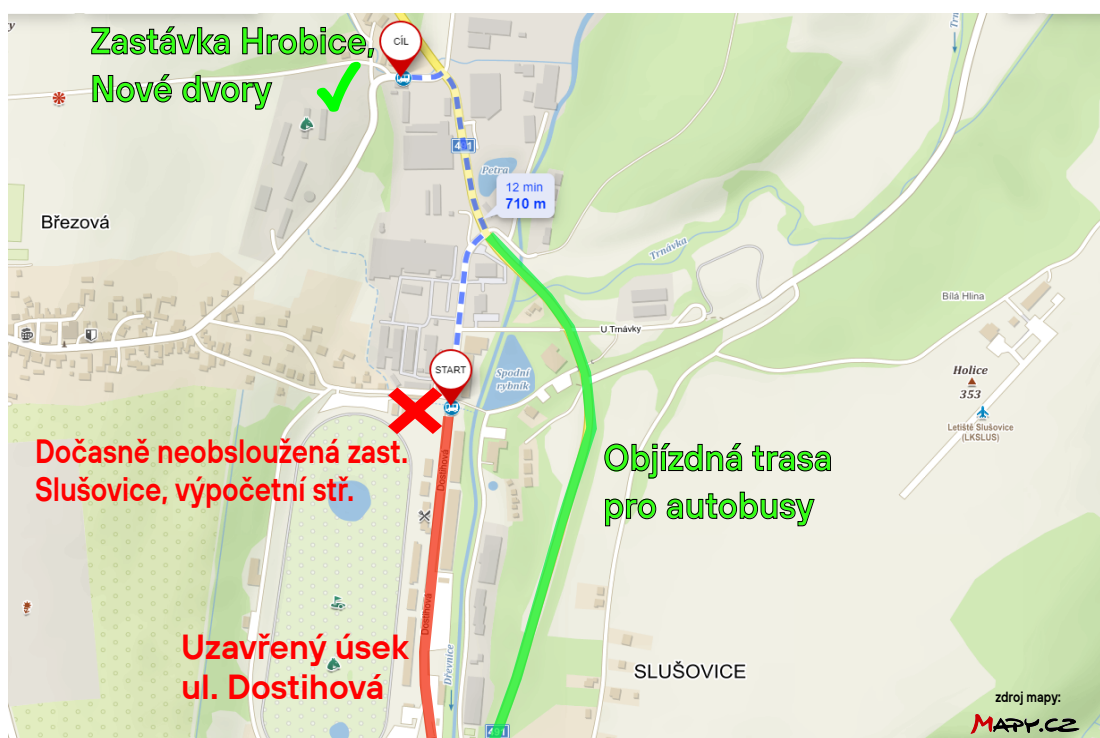 Zastávka Hrobice,
Nové dvory
CÍL
491
Petra
12 min
710 m
Březová
Trnávka
Trnávka
Bílá Hlina
U Trnávky
START
Spodní
rybník
Holice
353
Letiště Slušovice
(LKSLUS)
Dočasně neobsloužená zast.
Slušovice, výpočetní stř.
Dostihová
Objízdná trasa
pro autobusy
Dostihová
Uzavřený úsek
ul. Dostihová
Dřevnice
SLUŠOVICE
491
zdroj mapy:
MAPY.CZ